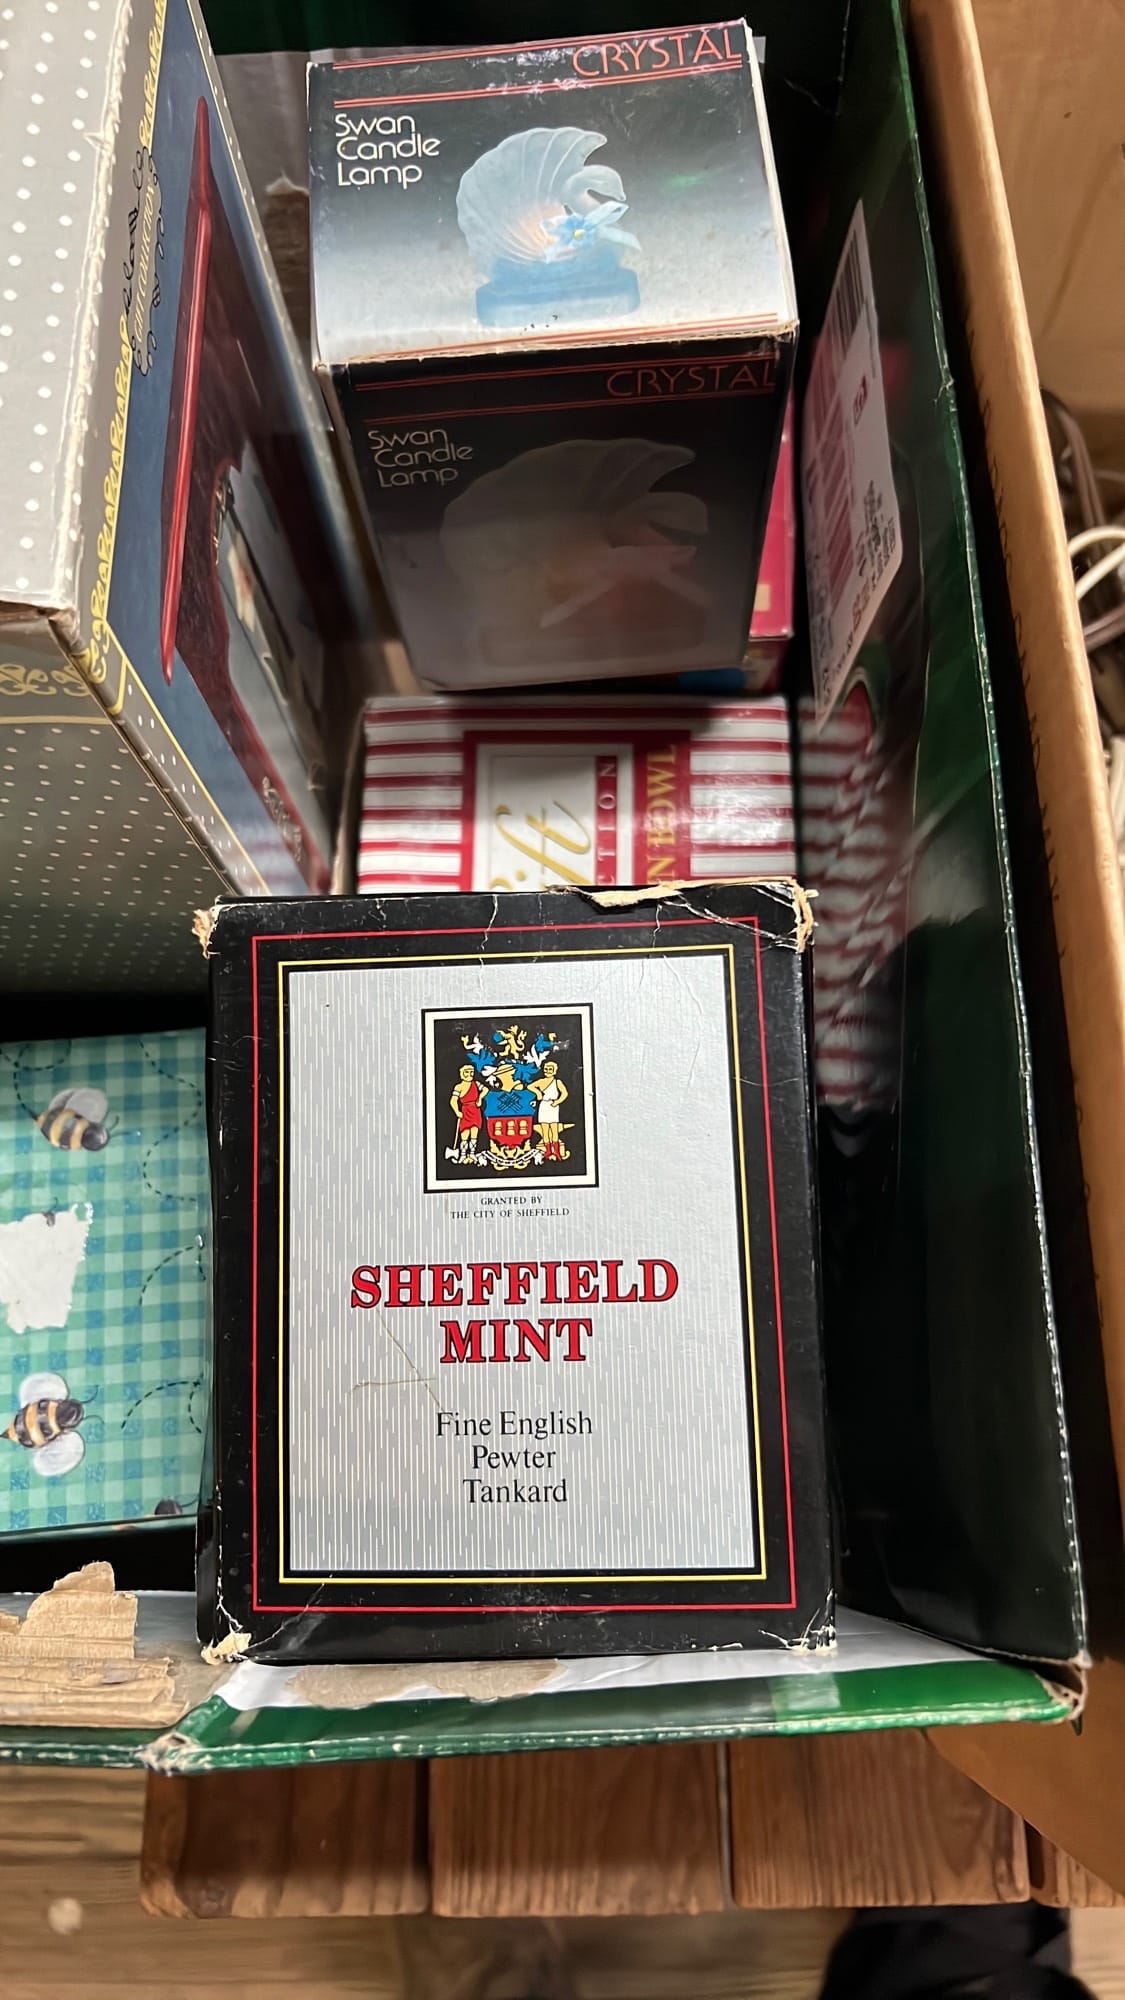 CRYSTAL
Swan
Candle
Lamp
CRYSTAL
Swan
Candle
Lamp
COLLECTION
GRANTED BY
THE CITY OF SHEFFIELD
SHEFFIELD
MINT
Fine English
Pewter
Tankard